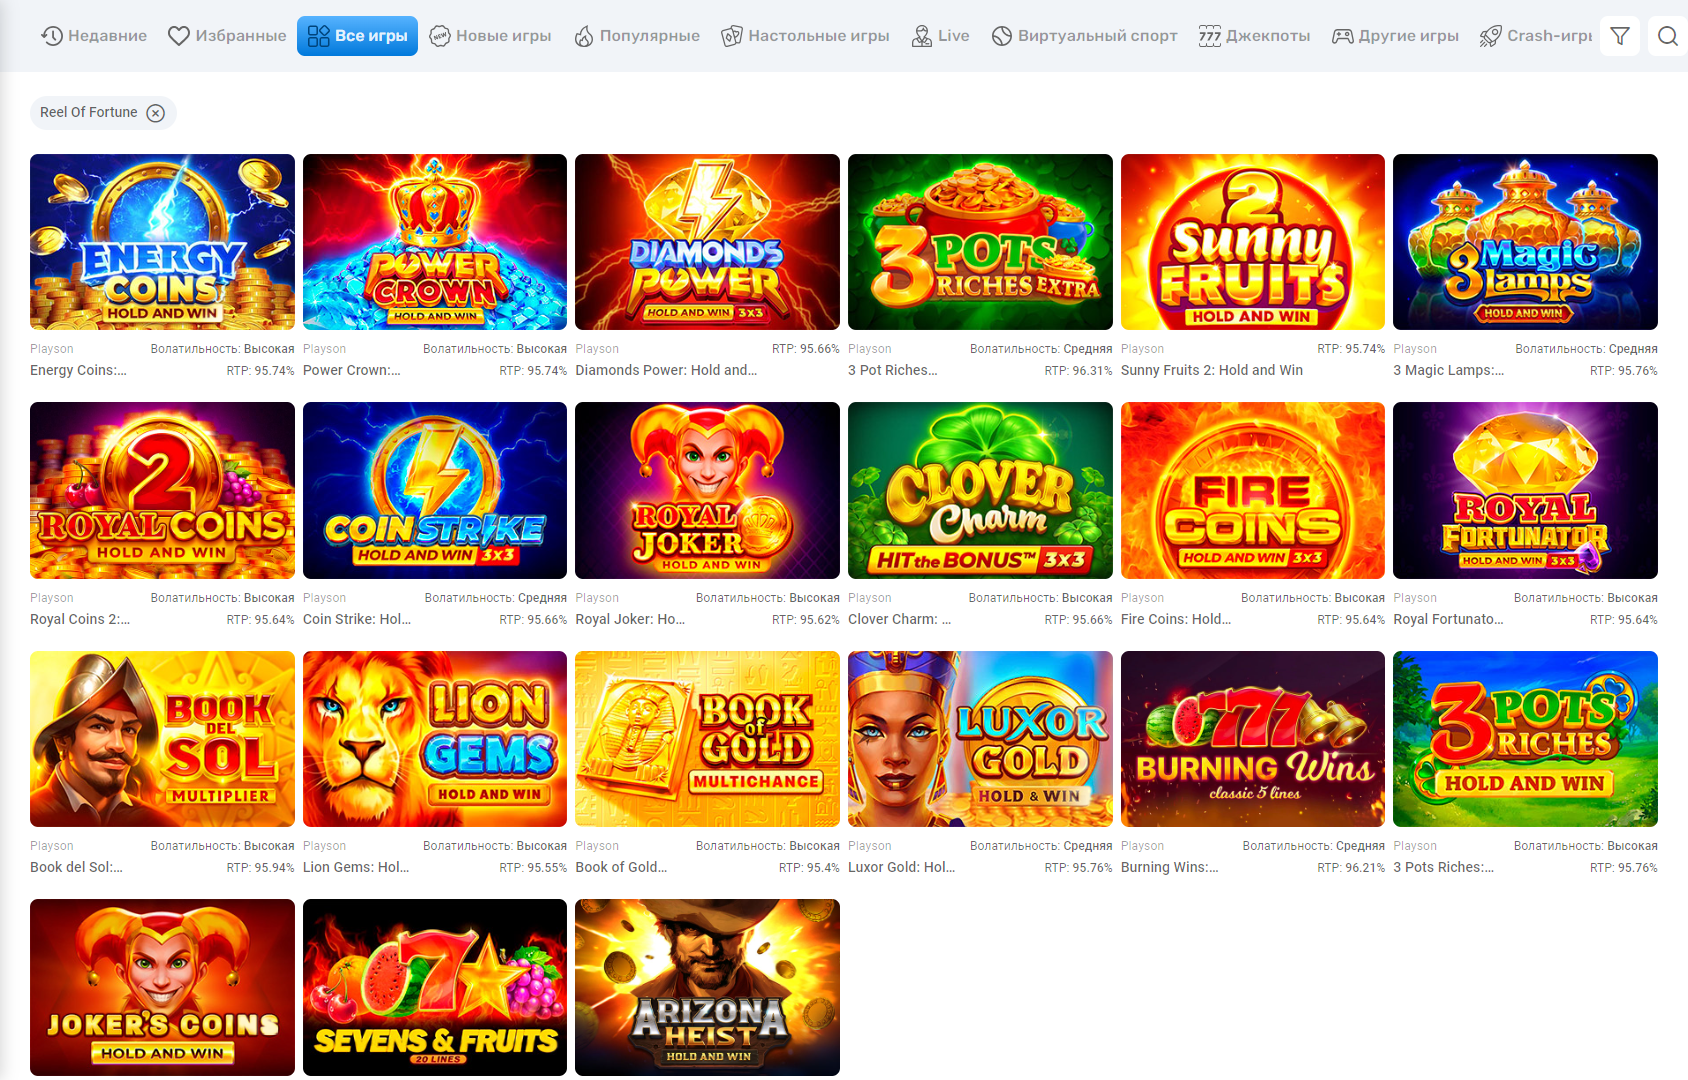 Недавние
Избранные
Все игры
NEW
Новые игры
Популярные
Настольные игры
Live
Виртуальный спорт
777
Джекпоты
Другие игры
Crash-игры
Reel Of Fortune
ENERGY
COINS
HOLD AND WIN
POWER
CROWN
HOLD AND WIN
DIAMONDS
POWER
HOLD AND WIN 3x3
3 POTS
RICHES EXTRA
2
Sunny
FRUITS
HOLD AND WIN
3 Magic
Lamps
HOLD AND WIN
Playson Волатильность: Высокая
Energy Coins:... RTP: 95.74%
Playson Волатильность: Высокая
Power Crown:... RTP: 95.74%
Playson RTP: 95.66%
Diamonds Power: Hold and...
Playson Волатильность: Средняя
3 Pot Riches... RTP: 96.31%
Playson RTP: 95.74%
Sunny Fruits 2: Hold and Win
Playson Волатильность: Средняя
3 Magic Lamps:... RTP: 95.76%
2
ROYAL COINS
HOLD AND WIN
COIN STRIKE
HOLD AND WIN 3x3
ROYAL
JOKER
HOLD AND WIN
CLOVER
Charm
HIT the BONUS™ 3x3
FIRE
COINS
HOLD AND WIN 3x3
ROYAL
FORTUNATOR
HOLD AND WIN 3x3
Playson Волатильность: Высокая
Royal Coins 2:... RTP: 95.64%
Playson Волатильность: Средняя
Coin Strike: Hol... RTP: 95.66%
Playson Волатильность: Высокая
Royal Joker: Ho... RTP: 95.62%
Playson Волатильность: Высокая
Clover Charm: ... RTP: 95.66%
Playson Волатильность: Высокая
Fire Coins: Hold... RTP: 95.64%
Playson Волатильность: Высокая
Royal Fortunato... RTP: 95.64%
BOOK
DEL
SOL
MULTIPLIER
LION
GEMS
HOLD AND WIN
BOOK
of
GOLD
MULTICHANCE
LUXOR
GOLD
HOLD & WIN
777
BURNING Wins
classic 5 lines
3 POTS
RICHES
HOLD AND WIN
Playson Волатильность: Высокая
Book del Sol:... RTP: 95.94%
Playson Волатильность: Высокая
Lion Gems: Hol... RTP: 95.55%
Playson Волатильность: Высокая
Book of Gold... RTP: 95.4%
Playson Волатильность: Средняя
Luxor Gold: Hol... RTP: 95.76%
Playson Волатильность: Средняя
Burning Wins:... RTP: 96.21%
Playson Волатильность: Высокая
3 Pots Riches:... RTP: 95.76%
JOKER'S COINS
HOLD AND WIN
7
SEVENS & FRUITS
20 LINES
ARIZONA
HEIST
HOLD AND WIN